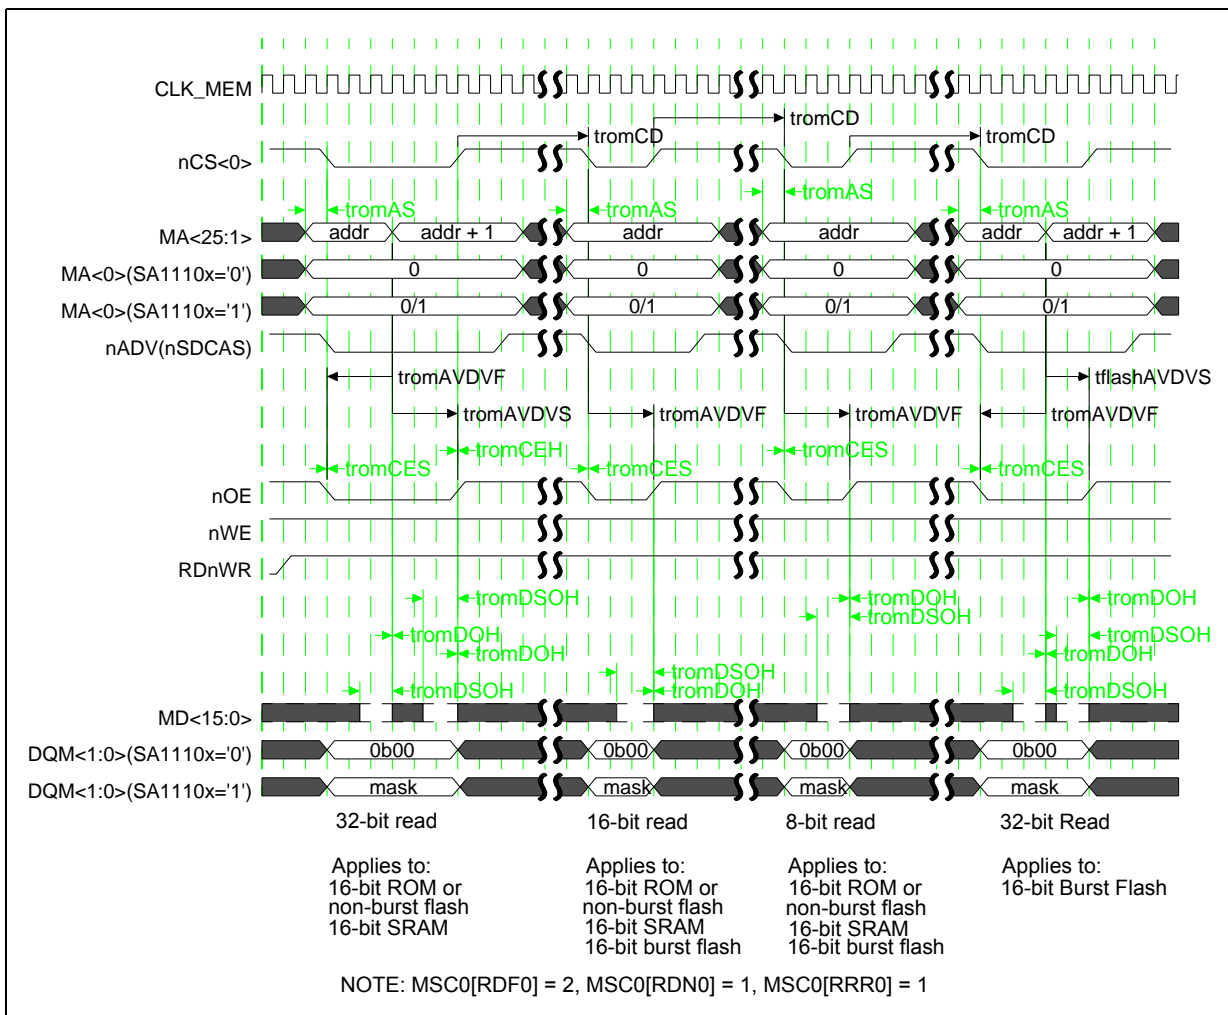 CLK_MEM
tromCD
tromCD
tromCD
nCS<0>
tromAS
tromAS
tromAS
tromAS
MA<25:1>
addr
addr + 1
addr
addr
addr
addr + 1
MA<0>(SA1110x='0')
0
0
0
0
MA<0>(SA1110x='1')
0/1
0/1
0/1
0/1
nADV(nSDCAS)
tromAVDVF
tflashAVDVS
tromAVDVS
tromAVDVF
tromAVDVF
tromAVDVF
tromCEH
tromCES
tromCES
tromCES
tromCES
nOE
nWE
RDnWR
tromDSOH
tromDOH
tromDOH
tromDSOH
tromDOH
tromDSOH
tromDOH
tromDOH
tromDSOH
tromDSOH
tromDOH
tromDSOH
MD<15:0>
DQM<1:0>(SA1110x='0')
0b00
0b00
0b00
0b00
DQM<1:0>(SA1110x='1')
mask
mask
mask
mask
32-bit read
16-bit read
8-bit read
32-bit Read
Applies to:
16-bit ROM or
non-burst flash
16-bit SRAM
Applies to:
16-bit ROM or
non-burst flash
16-bit SRAM
16-bit burst flash
Applies to:
16-bit ROM or
non-burst flash
16-bit SRAM
16-bit burst flash
Applies to:
16-bit Burst Flash
NOTE: MSC0[RDF0] = 2, MSC0[RDN0] = 1, MSC0[RRR0] = 1